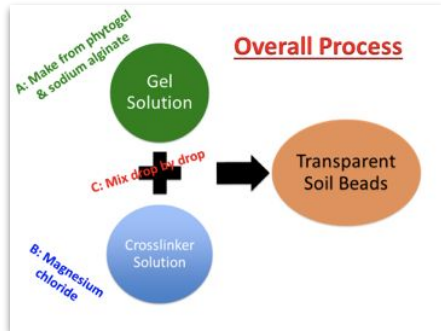 Overall Process
A: Make from phytogel
& sodium alginate
Gel
Solution
C: Mix drop by drop
Transparent
Soil Beads
Crosslinker
Solution
B: Magnesium
chloride